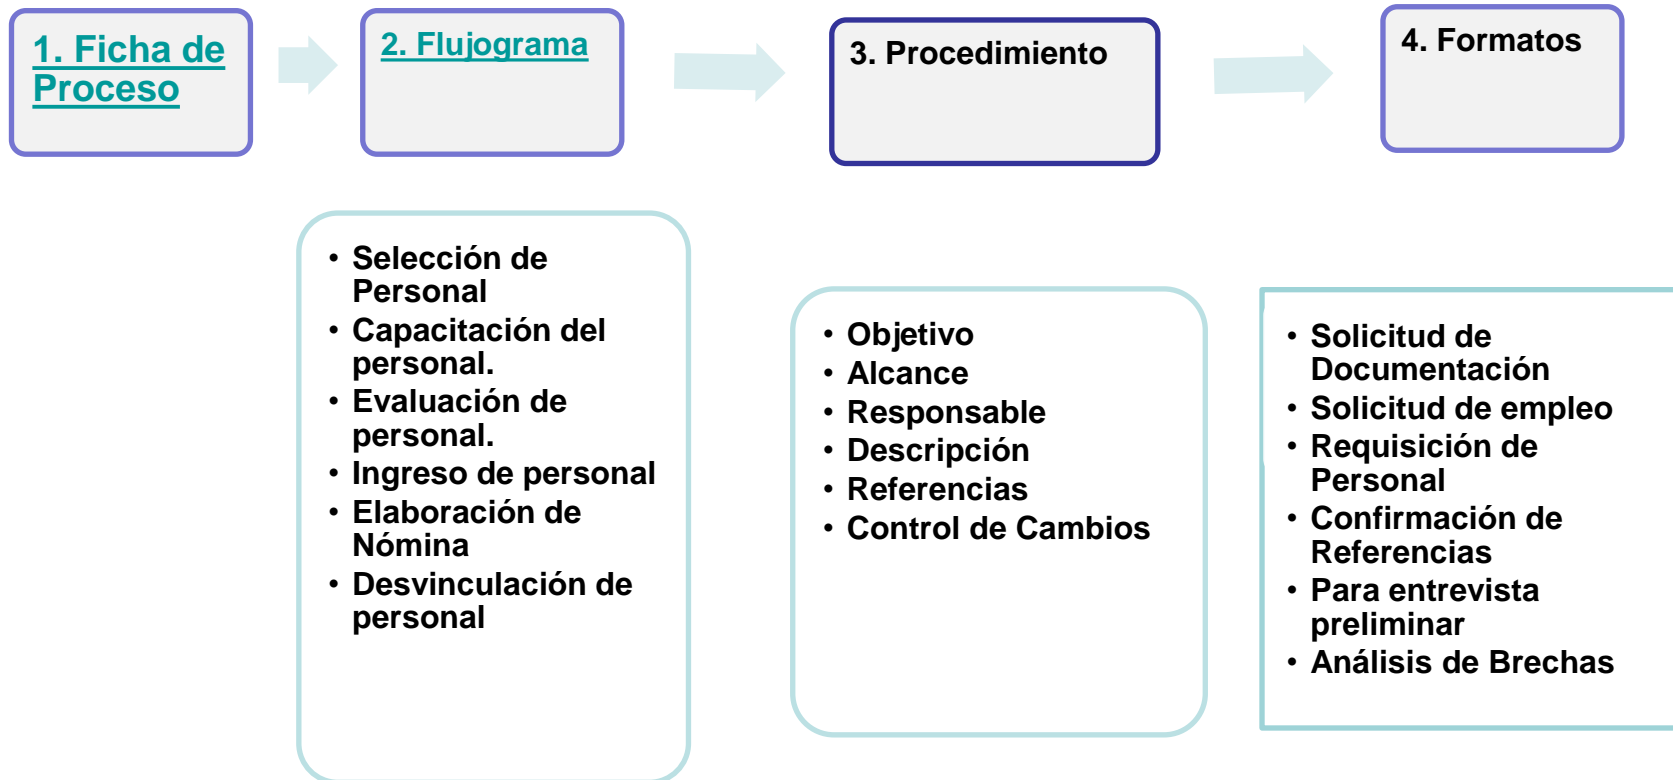 1. Ficha de
Proceso
2. Flujograma
3. Procedimiento
4. Formatos
• Selección de
Personal
• Capacitación del
personal.
• Evaluación de
personal.
• Ingreso de personal
• Elaboración de
Nómina
• Desvinculación de
personal
• Objetivo
• Alcance
• Responsable
• Descripción
• Referencias
• Control de Cambios
• Solicitud de
Documentación
• Solicitud de empleo
• Requisición de
Personal
• Confirmación de
Referencias
• Para entrevista
preliminar
• Análisis de Brechas